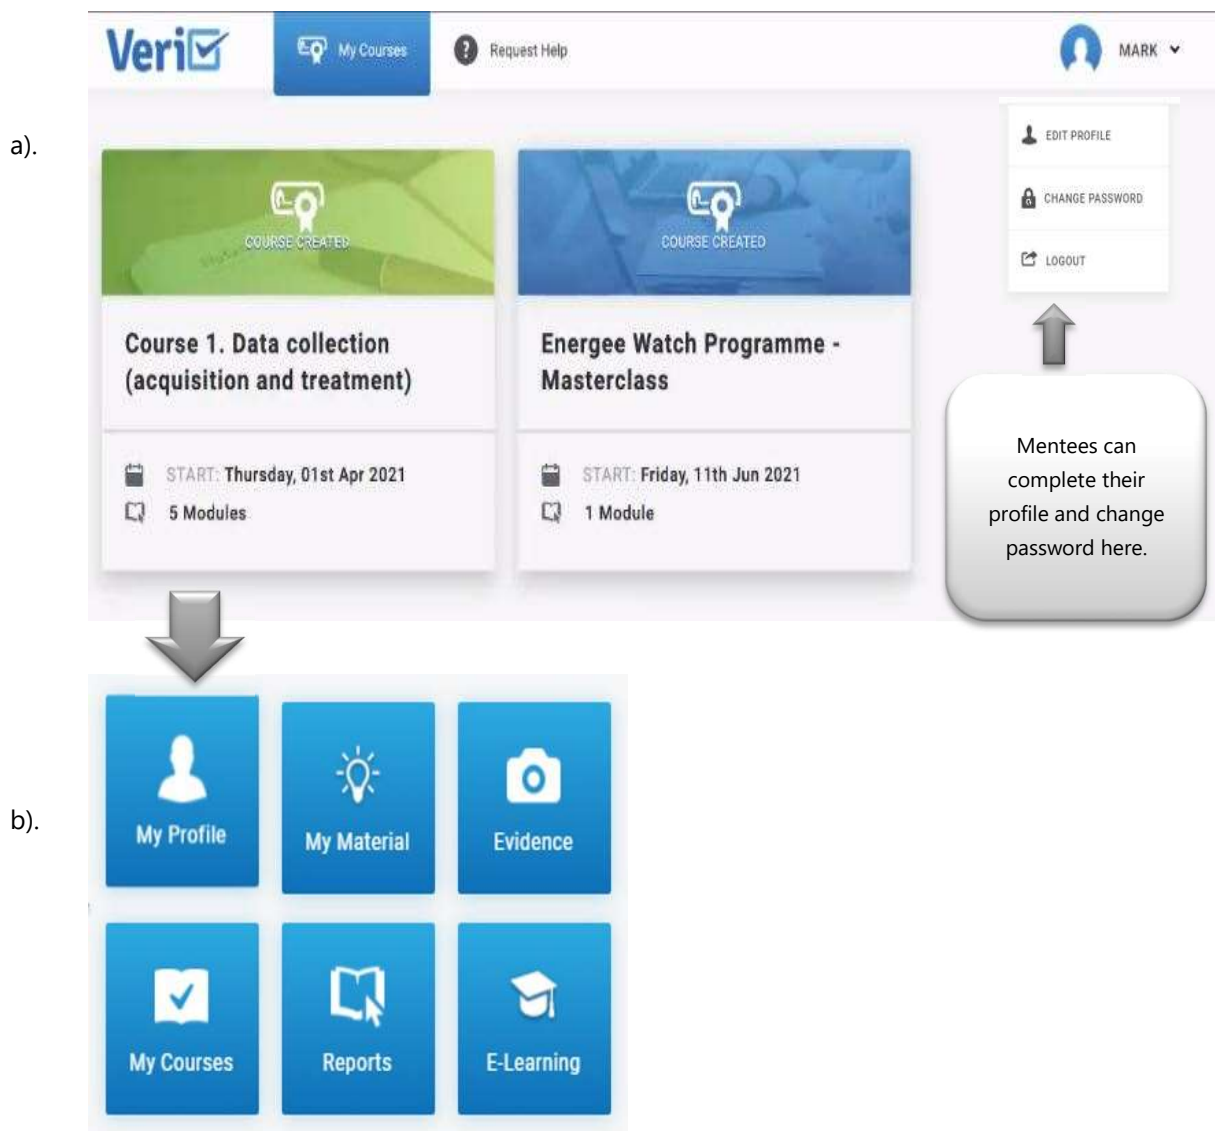 Veri
My Courses
Request Help
MARK
a).
EDIT PROFILE
CHANGE PASSWORD
LOGOUT
COURSE CREATED
COURSE CREATED
Course 1. Data collection
(acquisition and treatment)
Energee Watch Programme -
Masterclass
START: Thursday, 01st Apr 2021
5 Modules
START: Friday, 11th Jun 2021
1 Module
Mentees can
complete their
profile and change
password here.
b).
My Profile
My Material
Evidence
My Courses
Reports
E-Learning